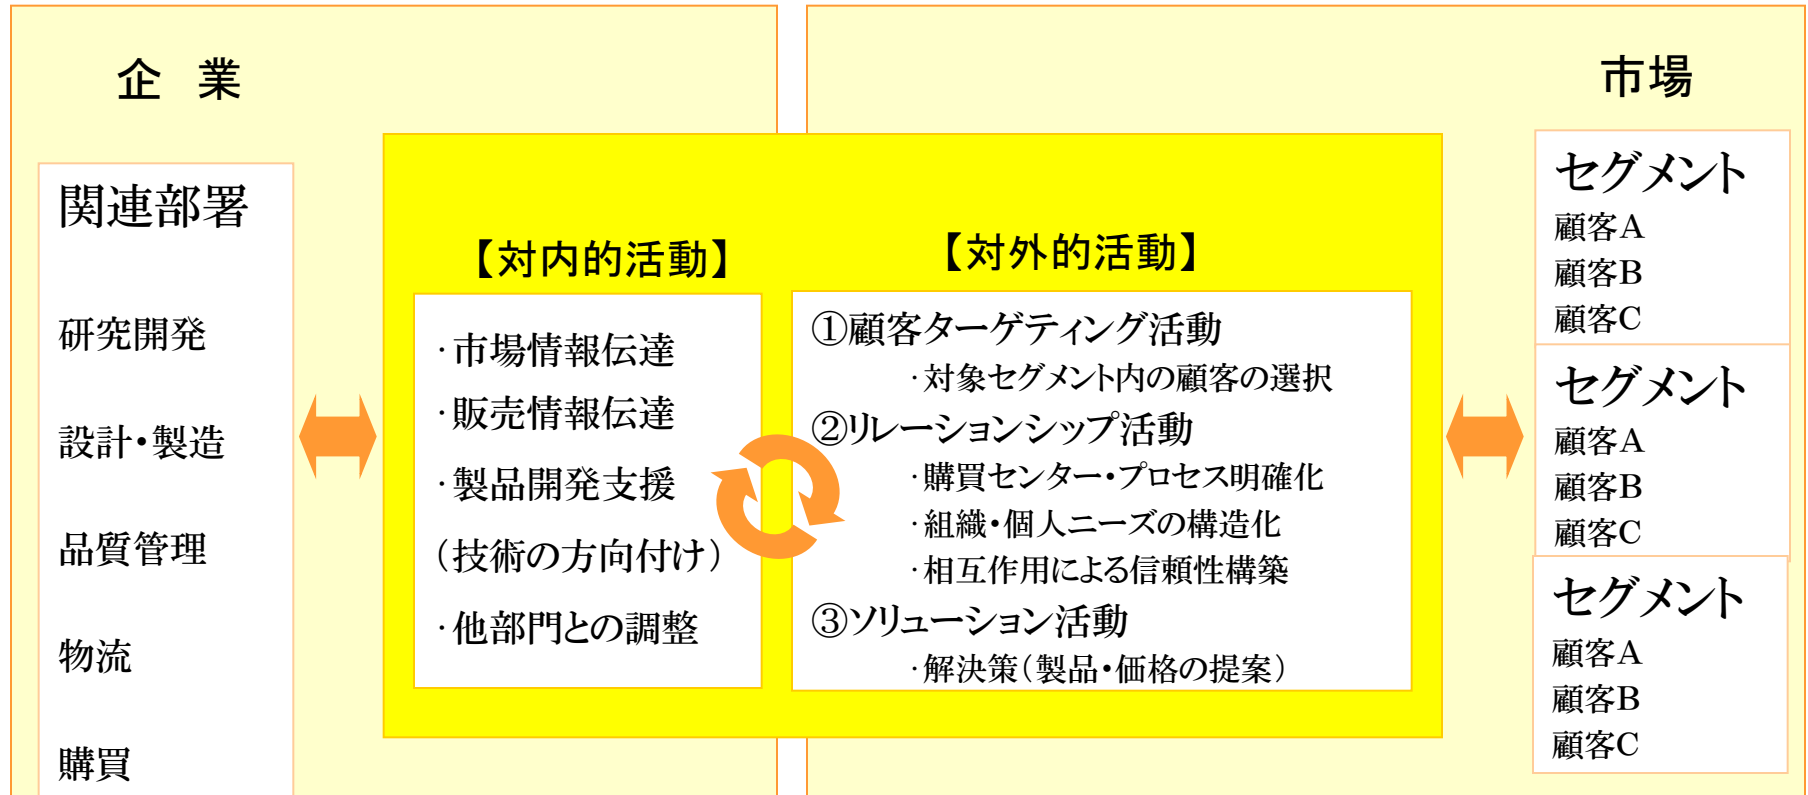 企 業
関連部署
研究開発
設計・製造
品質管理
物流
購買
【対内的活動】
・市場情報伝達
・販売情報伝達
・製品開発支援
(技術の方向付け)
・他部門との調整
【対外的活動】
①顧客ターゲティング活動
・対象セグメント内の顧客の選択
②リレーションシップ活動
・購買センター・プロセス明確化
・組織・個人ニーズの構造化
・相互作用による信頼性構築
③ソリューション活動
・解決策(製品・価格の提案)
市場
セグメント
顧客A
顧客B
顧客C
セグメント
顧客A
顧客B
顧客C
セグメント
顧客A
顧客B
顧客C